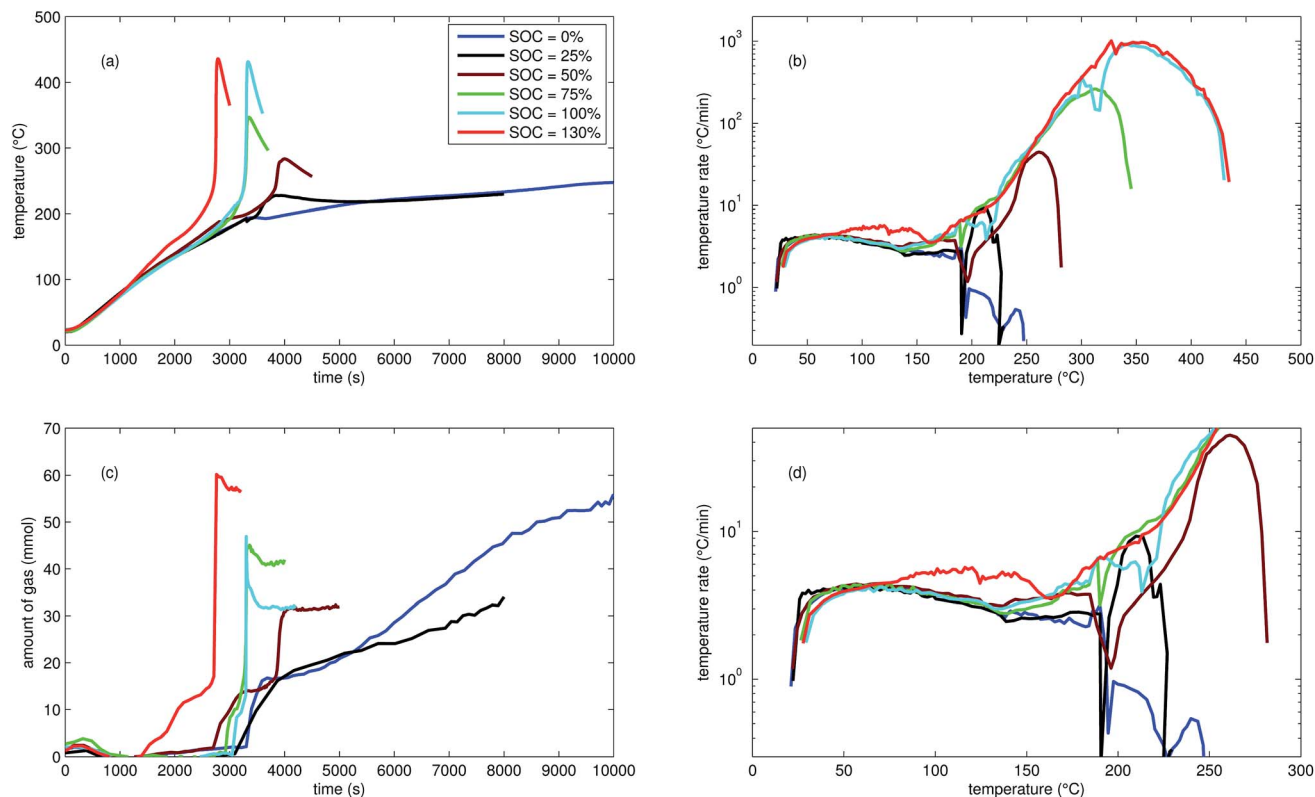 500
400
300
200
100
0
temperature (°C)
(a)
SOC = 0%
SOC = 25%
SOC = 50%
SOC = 75%
SOC = 100%
SOC = 130%
0 1000 2000 3000 4000 5000 6000 7000 8000 9000 10000
time (s)
10³
10²
10¹
10⁰
temperature rate (°C/min)
(b)
0 50 100 150 200 250 300 350 400 450 500
temperature (°C)
70
60
50
40
30
20
10
0
amount of gas (mmol)
(c)
0 1000 2000 3000 4000 5000 6000 7000 8000 9000 10000
time (s)
10¹
10⁰
temperature rate (°C/min)
(d)
0 50 100 150 200 250 300
temperature (°C)